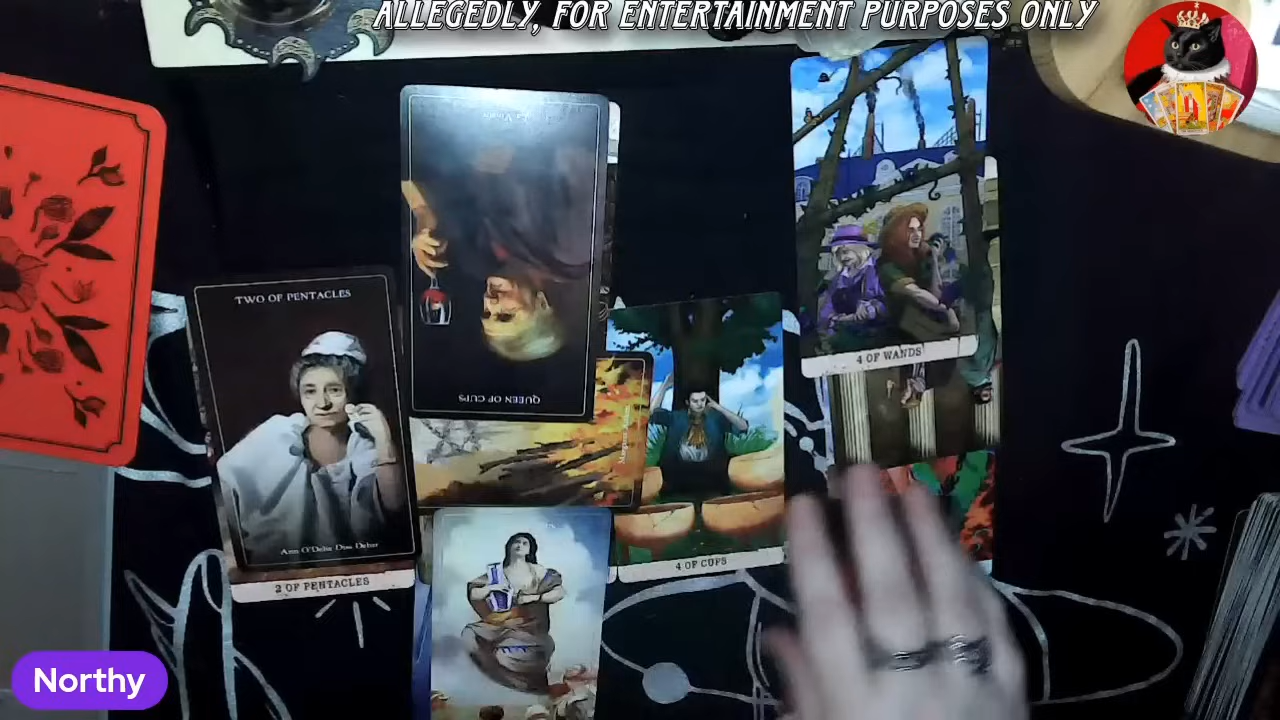 ALLEGEDLY, FOR ENTERTAINMENT PURPOSES ONLY
TWO OF PENTACLES
QUEEN OF CUPS
4 OF WANDS
4 OF CUPS
2 OF PENTACLES
Northy